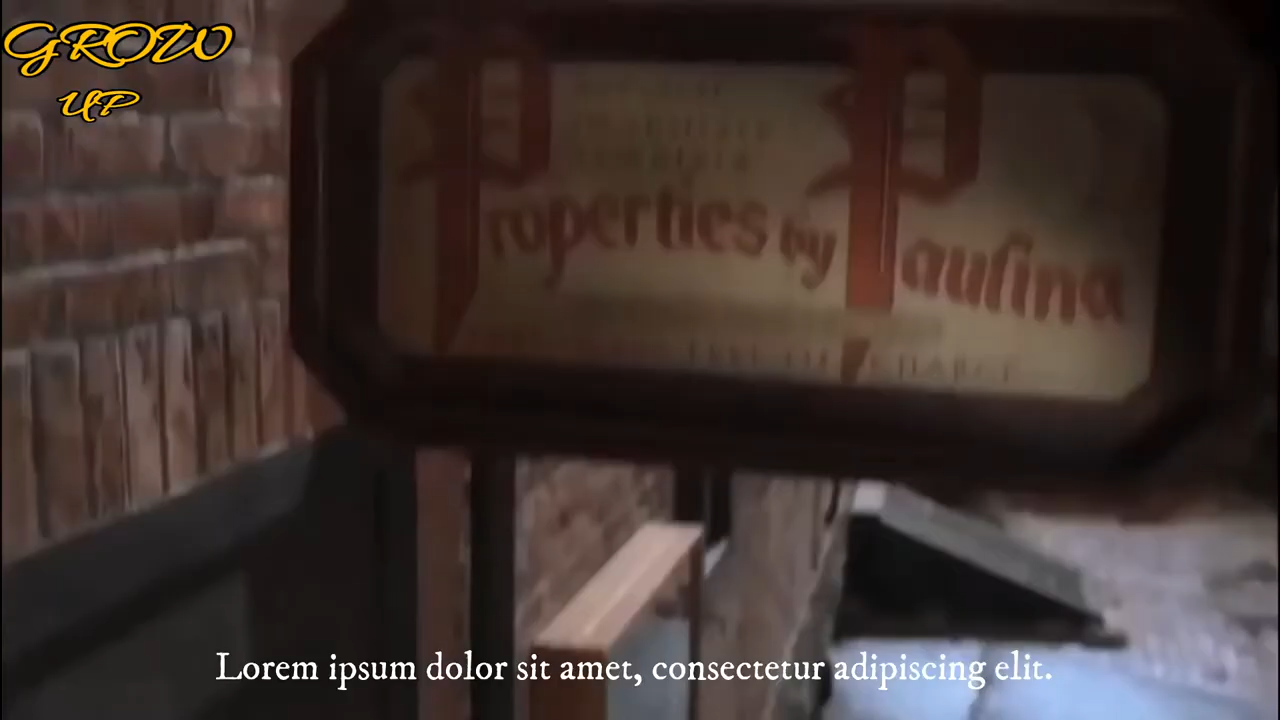 GROW
UP
Properties by Paulina
Lorem ipsum dolor sit amet, consectetur adipiscing elit.